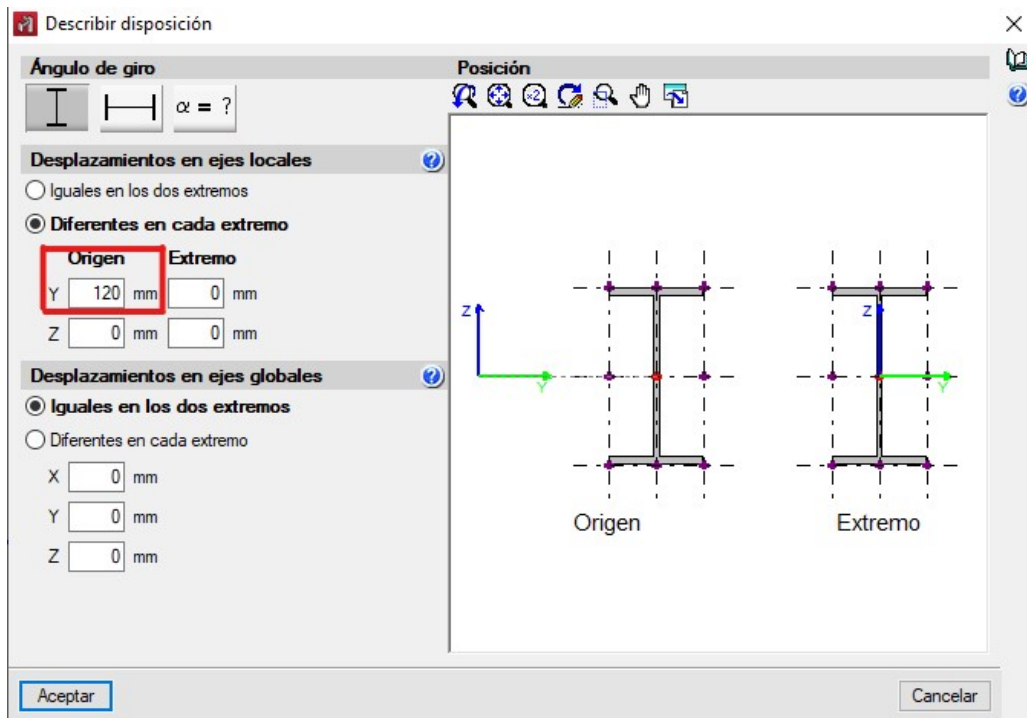 Describir disposición
Ángulo de giro
α = ?
Desplazamientos en ejes locales
Iguales en los dos extremos
Diferentes en cada extremo
Origen Extremo
Y 120 mm 0 mm
Z 0 mm 0 mm
Desplazamientos en ejes globales
Iguales en los dos extremos
Diferentes en cada extremo
X 0 mm
Y 0 mm
Z 0 mm
Posición
×2
Z
Y
Origen
Z
Y
Extremo
Aceptar
Cancelar